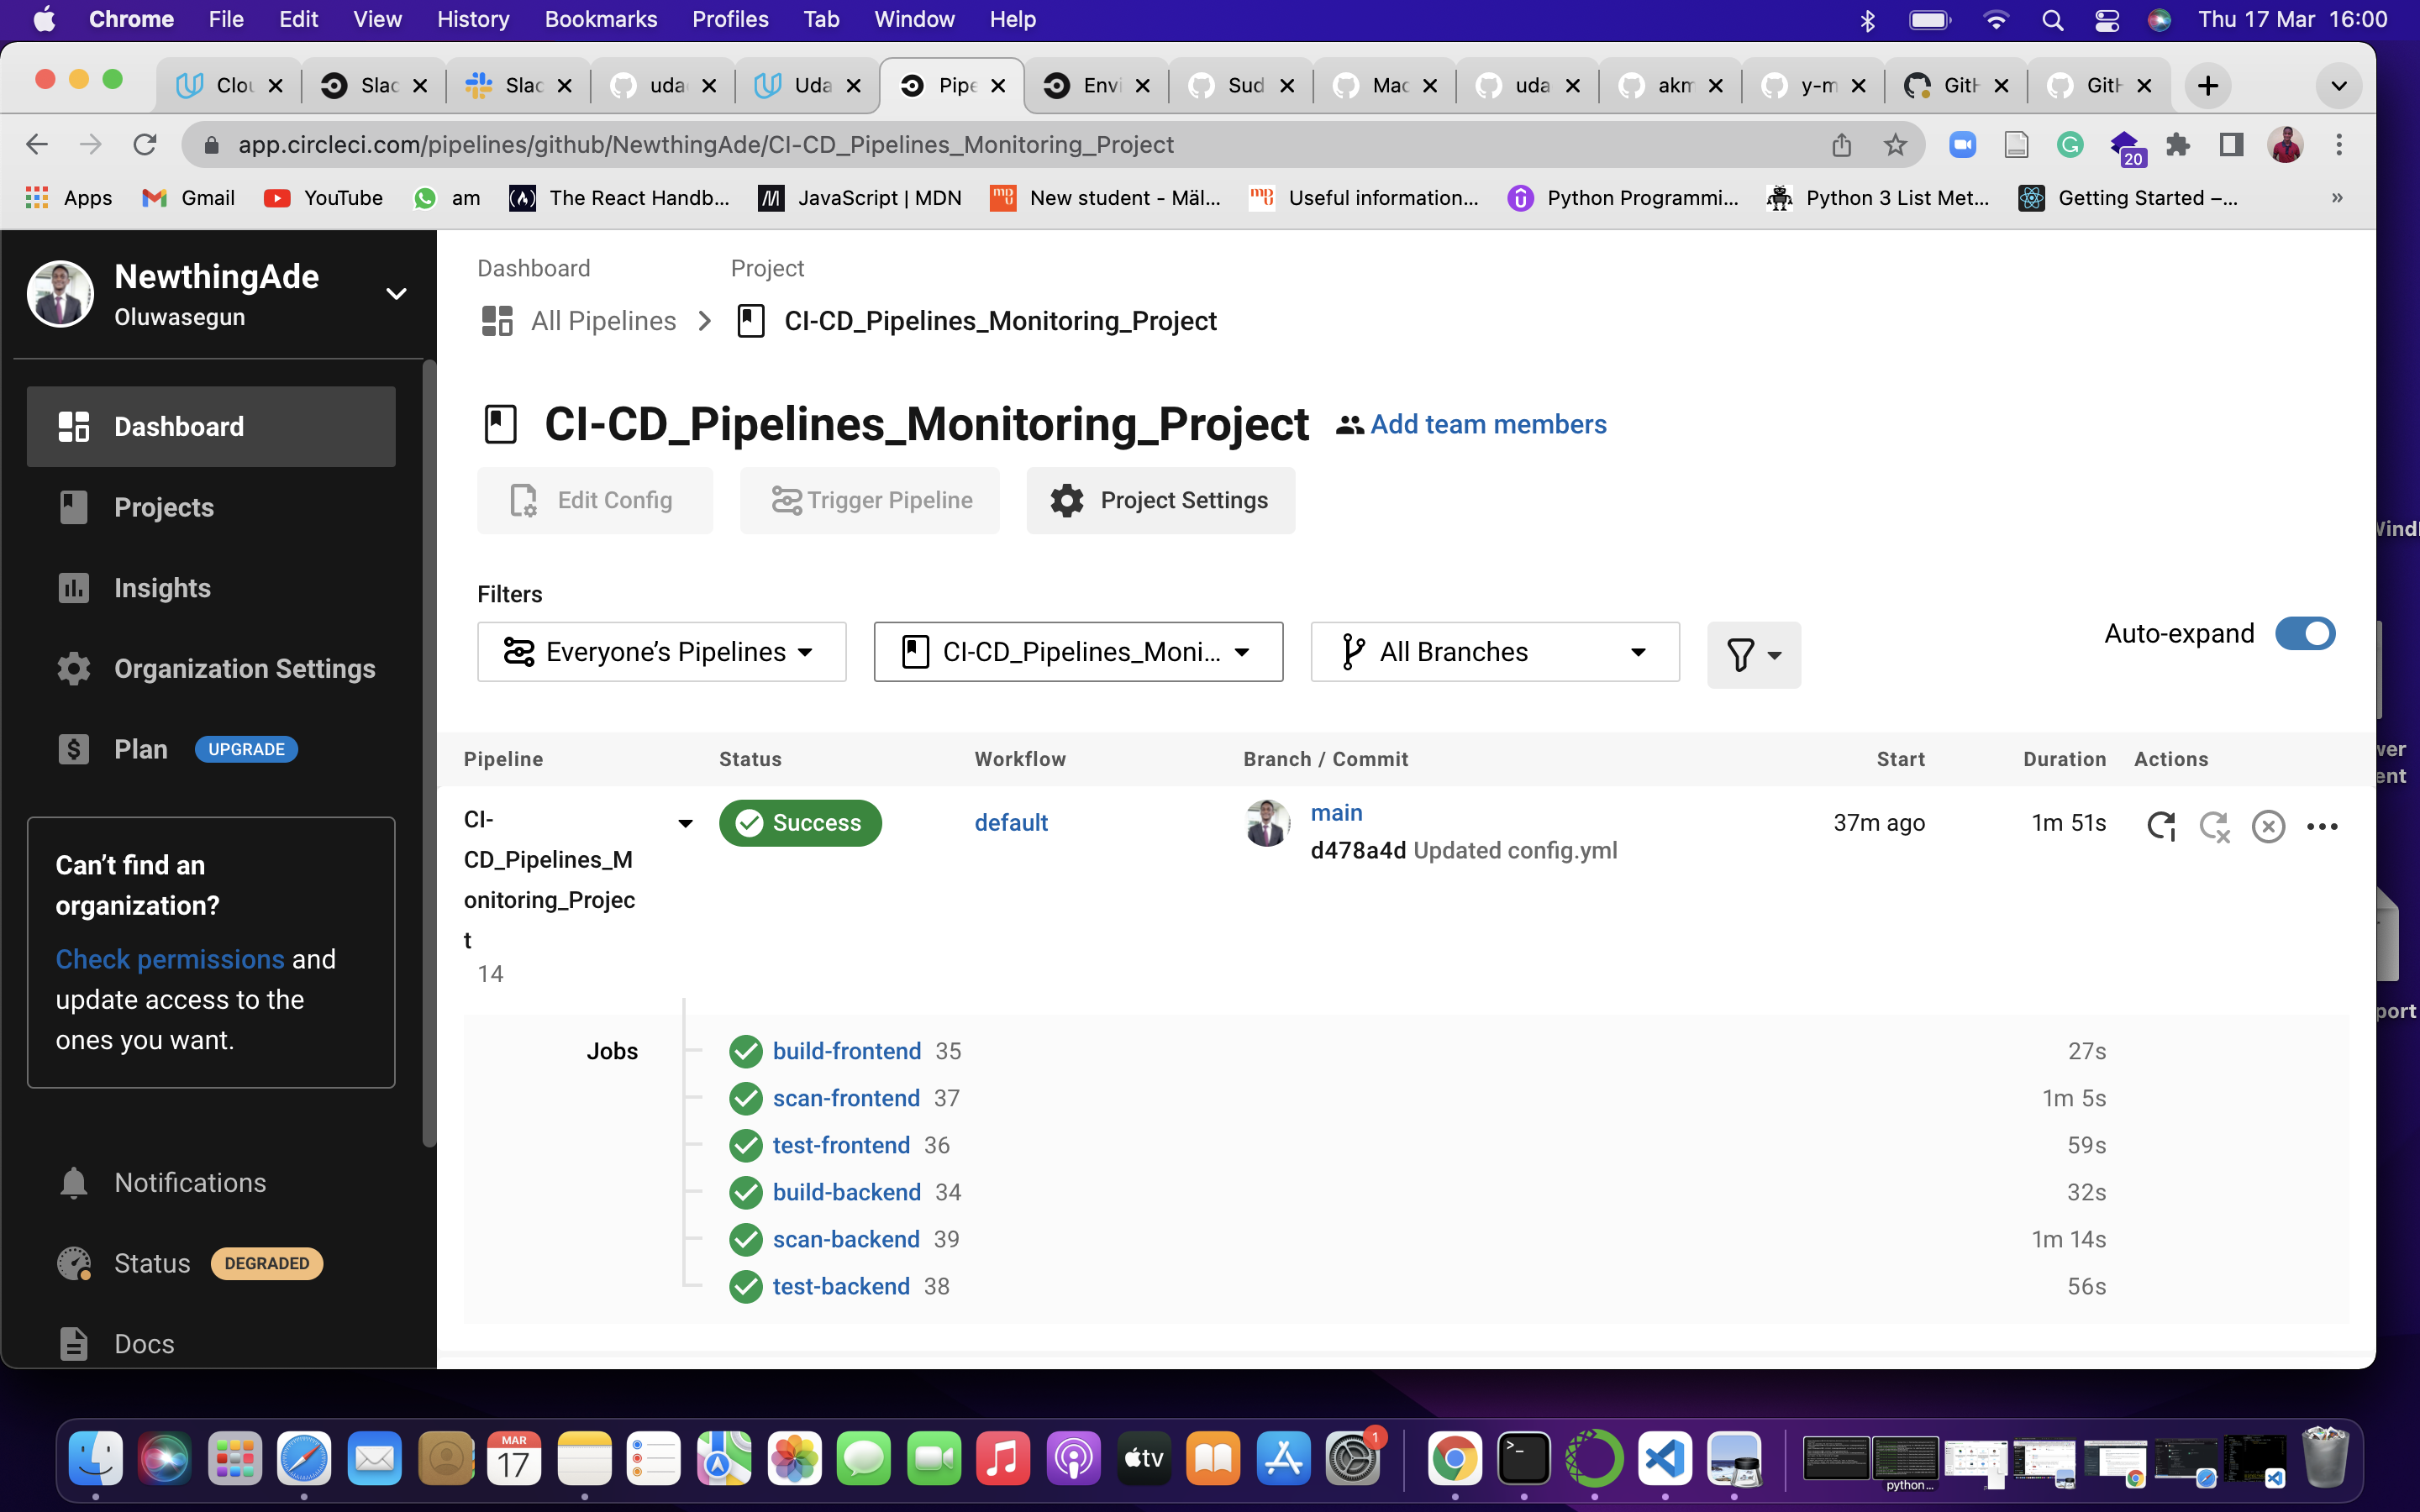 Chrome File Edit View History Bookmarks Profiles Tab Window Help Thu 17 Mar 16:00
Clou Slac Slac uda Uda Pipe Envi Sud Mac uda akm y-m GitH GitH
app.circleci.com/pipelines/github/NewthingAde/CI-CD_Pipelines_Monitoring_Project
20
Apps Gmail YouTube am The React Handb... JavaScript | MDN New student - Mäl... Useful information... Python Programmi... Python 3 List Met... Getting Started –... »
NewthingAde
Oluwasegun
Dashboard
Projects
Insights
Organization Settings
Plan UPGRADE
Can't find an
organization?
Check permissions and
update access to the
ones you want.
Notifications
Status DEGRADED
Docs
Dashboard Project
All Pipelines CI-CD_Pipelines_Monitoring_Project
CI-CD_Pipelines_Monitoring_Project Add team members
Edit Config Trigger Pipeline Project Settings
Filters
Everyone’s Pipelines CI-CD_Pipelines_Moni... All Branches Auto-expand
Pipeline Status Workflow Branch / Commit Start Duration Actions
CI-
CD_Pipelines_M
onitoring_Projec
t
14
Success default main 37m ago 1m 51s
d478a4d Updated config.yml
Jobs build-frontend 35 27s
scan-frontend 37 1m 5s
test-frontend 36 59s
build-backend 34 32s
scan-backend 39 1m 14s
test-backend 38 56s
ver
ent
port
MAR
17
tv
1
python...